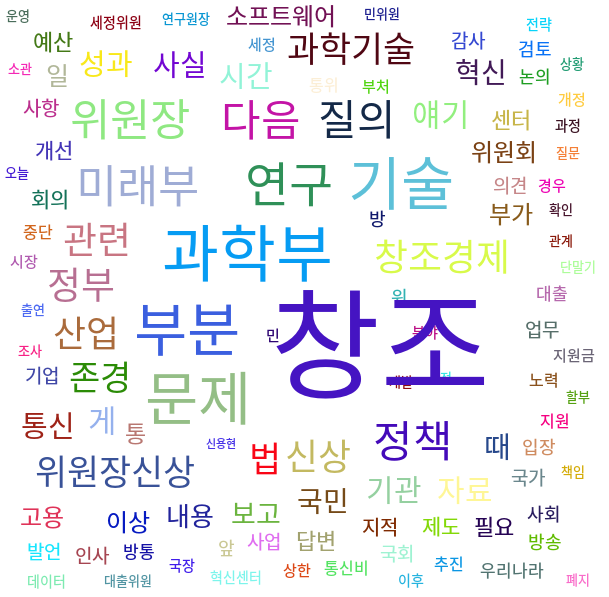 운영 세정위원 연구원장 소프트웨어 민위원 전략
예산 세정 과학기술 감사 검토 상황
소관 일 성과 사실 시간 통위 부처 혁신 논의
사항 위원장 다음 질의 얘기 센터 개정 과정
개선 위원회 질문
오늘 미래부 연구 기술 의견 경우
회의 방 부가 확인
중단 관련 관계
시장 과학부 창조경제 단말기
정부 위 대출
출연 산업 부분 창조 민 분야 업무
조사 지원금
기업 존경 문제 개발 노력 할부
통신 게 통 정책 때 입장 지원
신용현 법 신상
위원장신상 국가 책임
국민 기관 자료
고용 이상 내용 보고 지적 제도 필요 사회
발언 인사 방통 앞 사업 답변 국회 방송
국장 상한 통신비 추진 우리나라
데이터 대출위원 혁신센터 이후 폐지